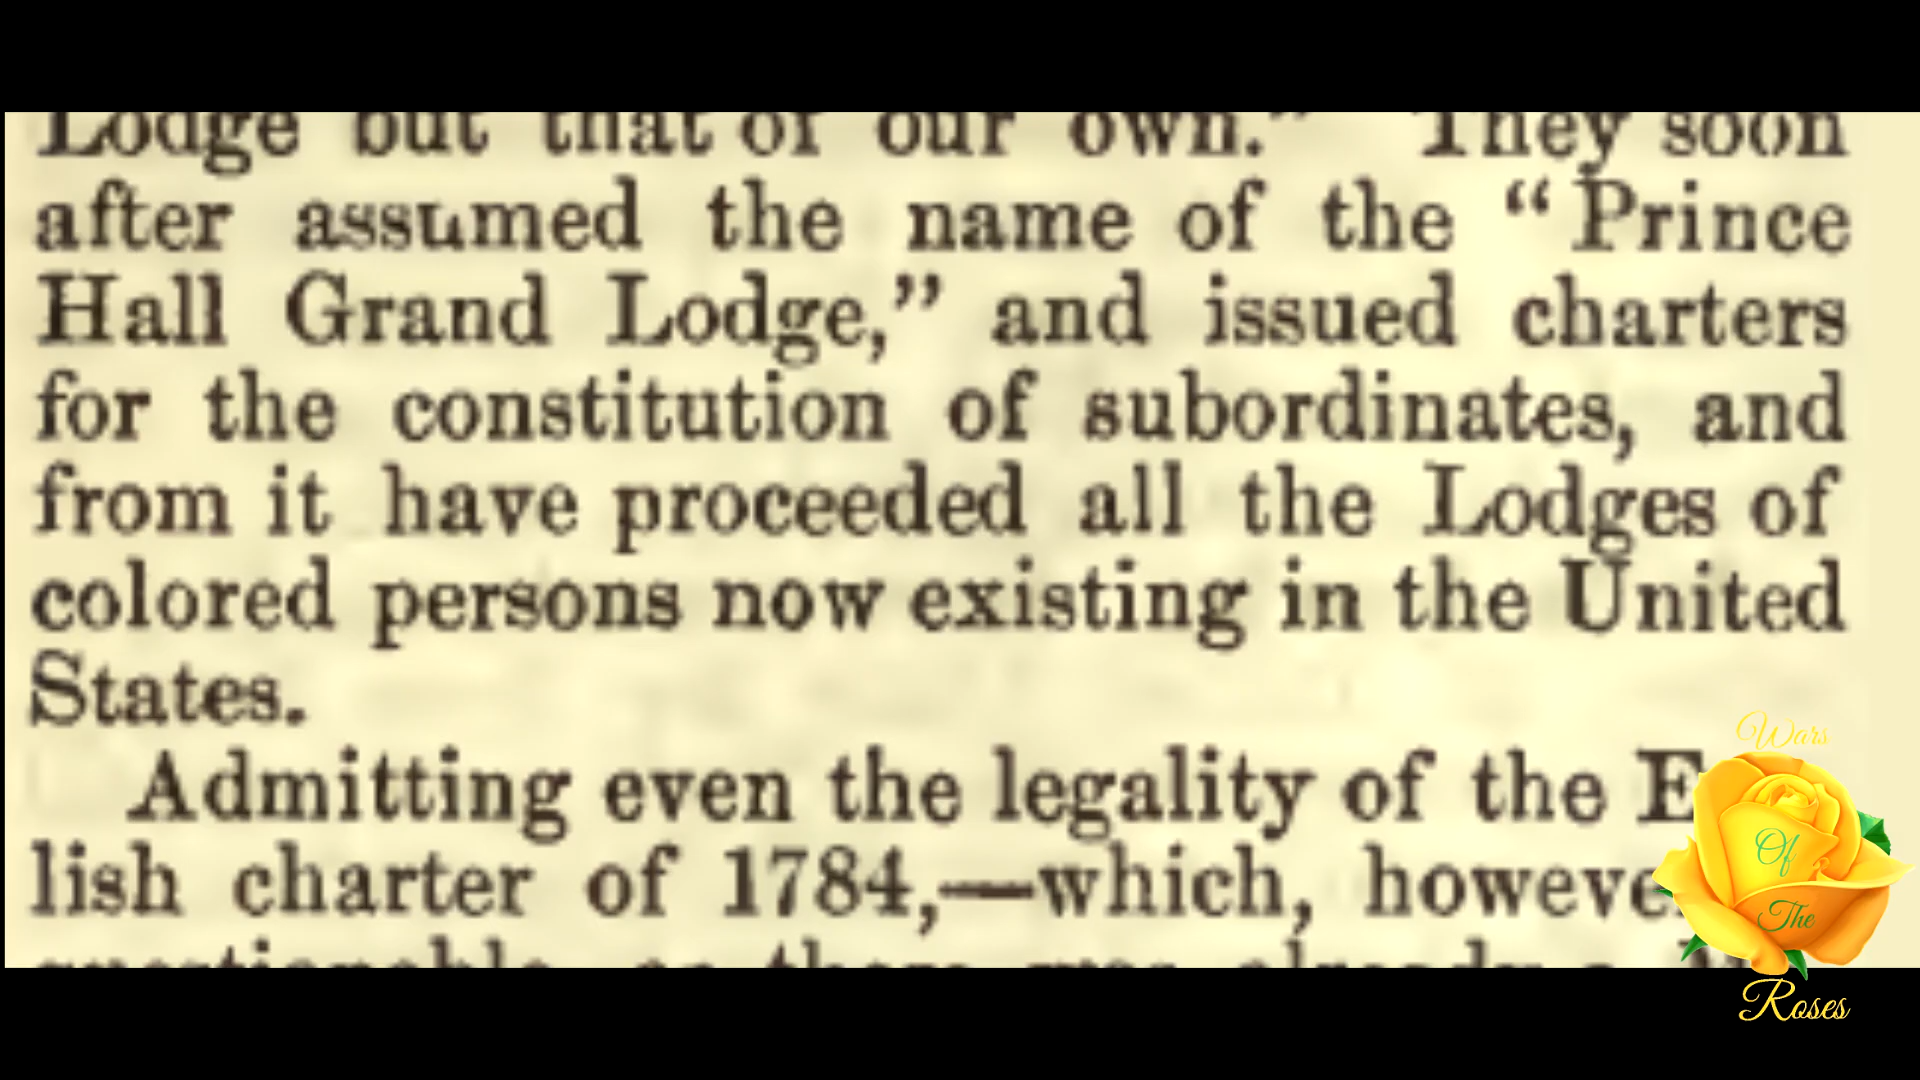 Lodge but that of our own." They soon
after assumed the name of the “Prince
Hall Grand Lodge,” and issued charters
for the constitution of subordinates, and
from it have proceeded all the Lodges of
colored persons now existing in the United
States.
Admitting even the legality of the
lish charter of 1784,—which,
Wars
Of
The
Roses